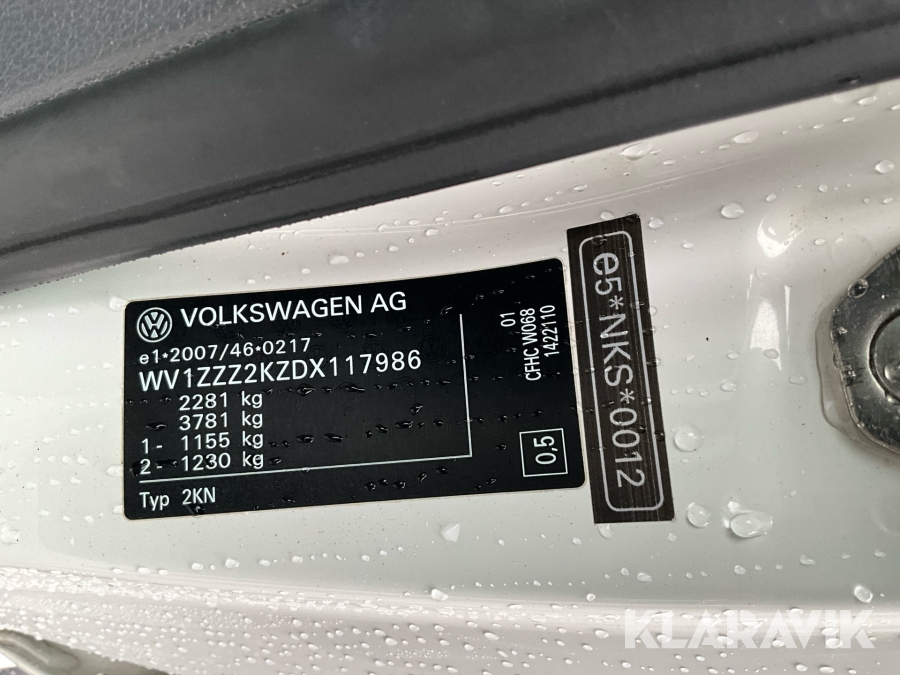 VOLKSWAGEN AG
e1*2007/46*0217
WV1ZZZ2KZDX117986
2281 kg
3781 kg
1- 1155 kg
2- 1230 kg
Typ 2KN
01
CFHC W068
1422110
0,5
e5*NKS*0012
KLARAVIK